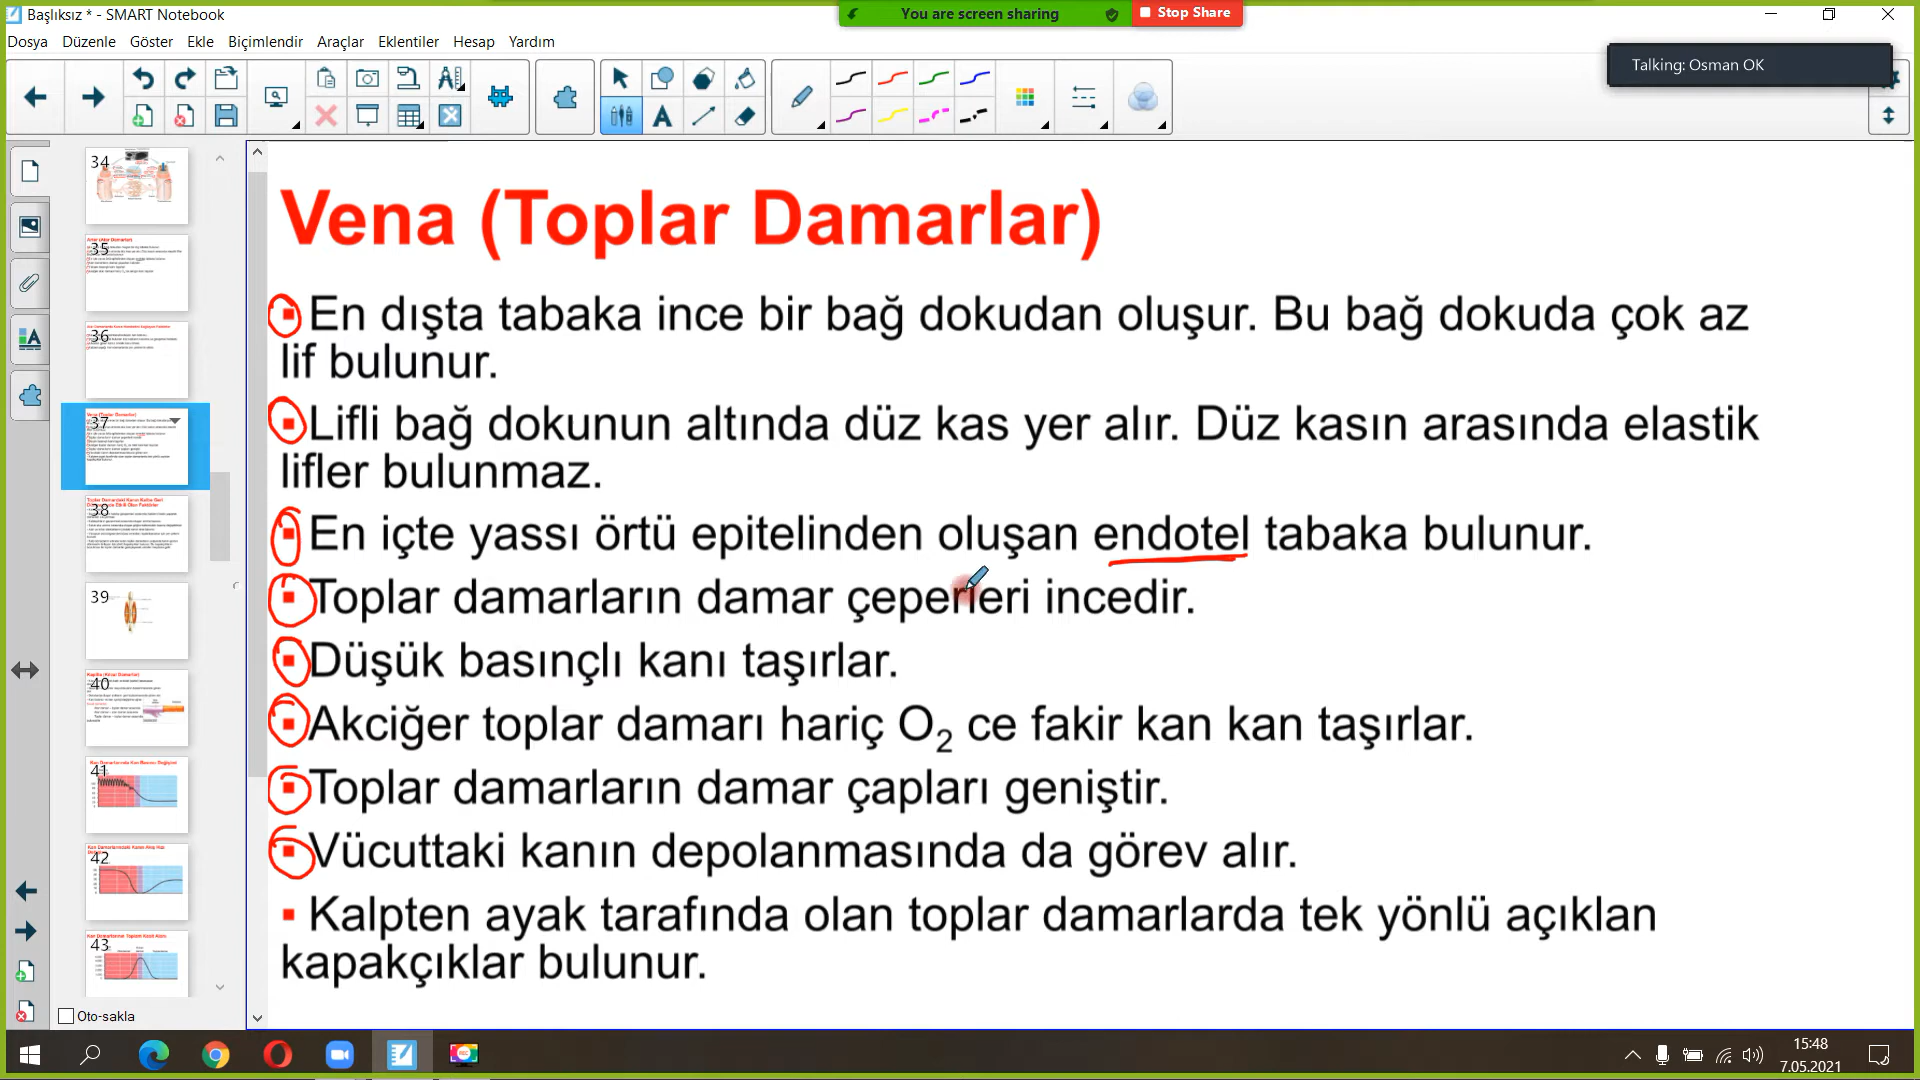 Başlıksız * - SMART Notebook
You are screen sharing
Stop Share
Dosya Düzenle Göster Ekle Biçimlendir Araçlar Eklentiler Hesap Yardım
Talking: Osman OK
Vena (Toplar Damarlar)
▪ En dışta tabaka ince bir bağ dokudan oluşur. Bu bağ dokuda çok az
lif bulunur.
▪ Lifli bağ dokunun altında düz kas yer alır. Düz kasın arasında elastik
lifler bulunmaz.
▪ En içte yassı örtü epitelinden oluşan endotel tabaka bulunur.
▪ Toplar damarların damar çeperleri incedir.
▪ Düşük basınçlı kanı taşırlar.
▪ Akciğer toplar damarı hariç O₂ ce fakir kan kan taşırlar.
▪ Toplar damarların damar çapları geniştir.
▪ Vücuttaki kanın depolanmasında da görev alır.
▪ Kalpten ayak tarafında olan toplar damarlarda tek yönlü açıklan
kapakçıklar bulunur.
34
35
36
37
38
39
40
41
42
43
Oto-sakla
15:48
7.05.2021